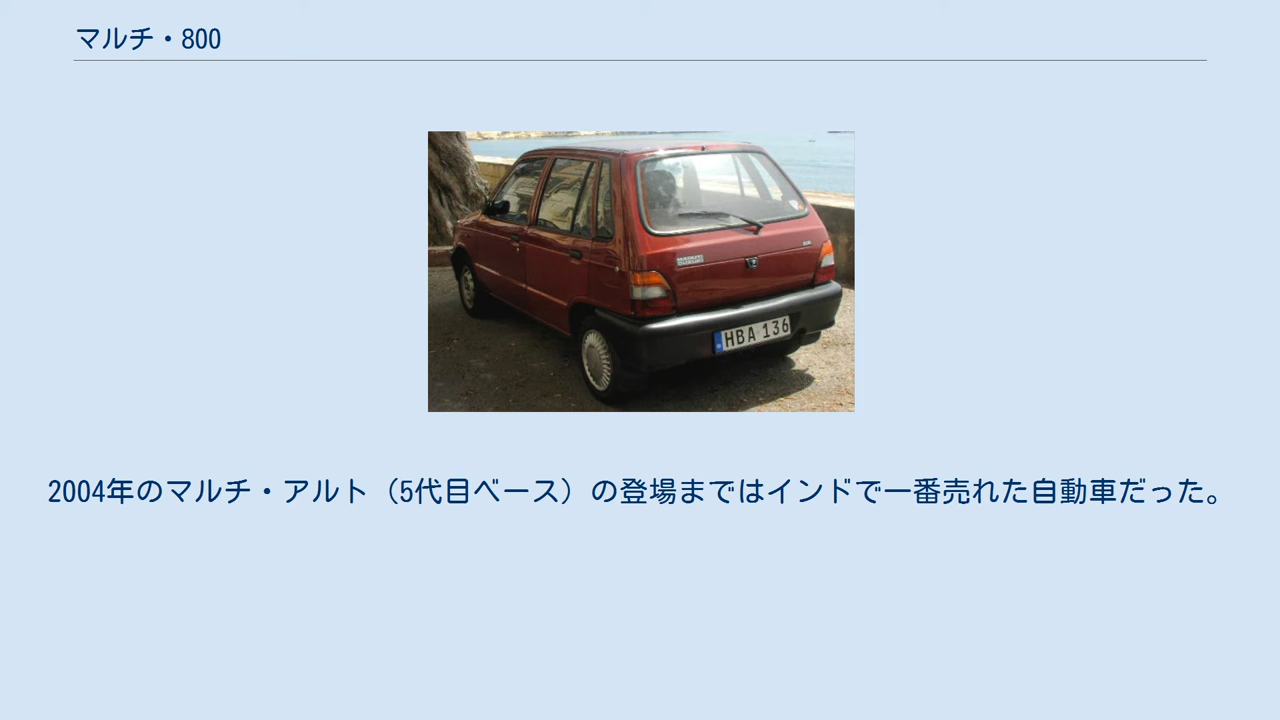 マルチ・800
HBA 136
2004年のマルチ・アルト（5代目ベース）の登場まではインドで一番売れた自動車だった。